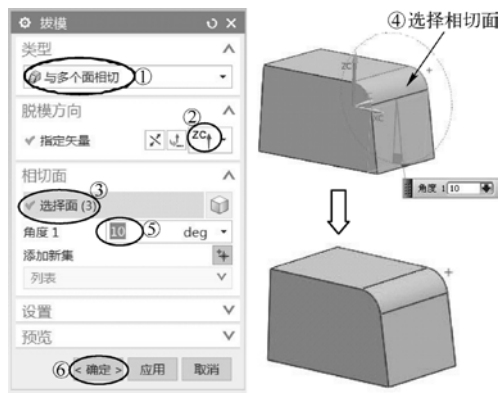 拔模
类型
与多个面相切 ①
脱模方向
②
指定矢量 ZC
相切面
③
选择面 (3)
角度 1 10 ⑤ deg
添加新集
列表
设置
预览
⑥ < 确定 > 应用 取消
④选择相切面
ZC
角度 1 10